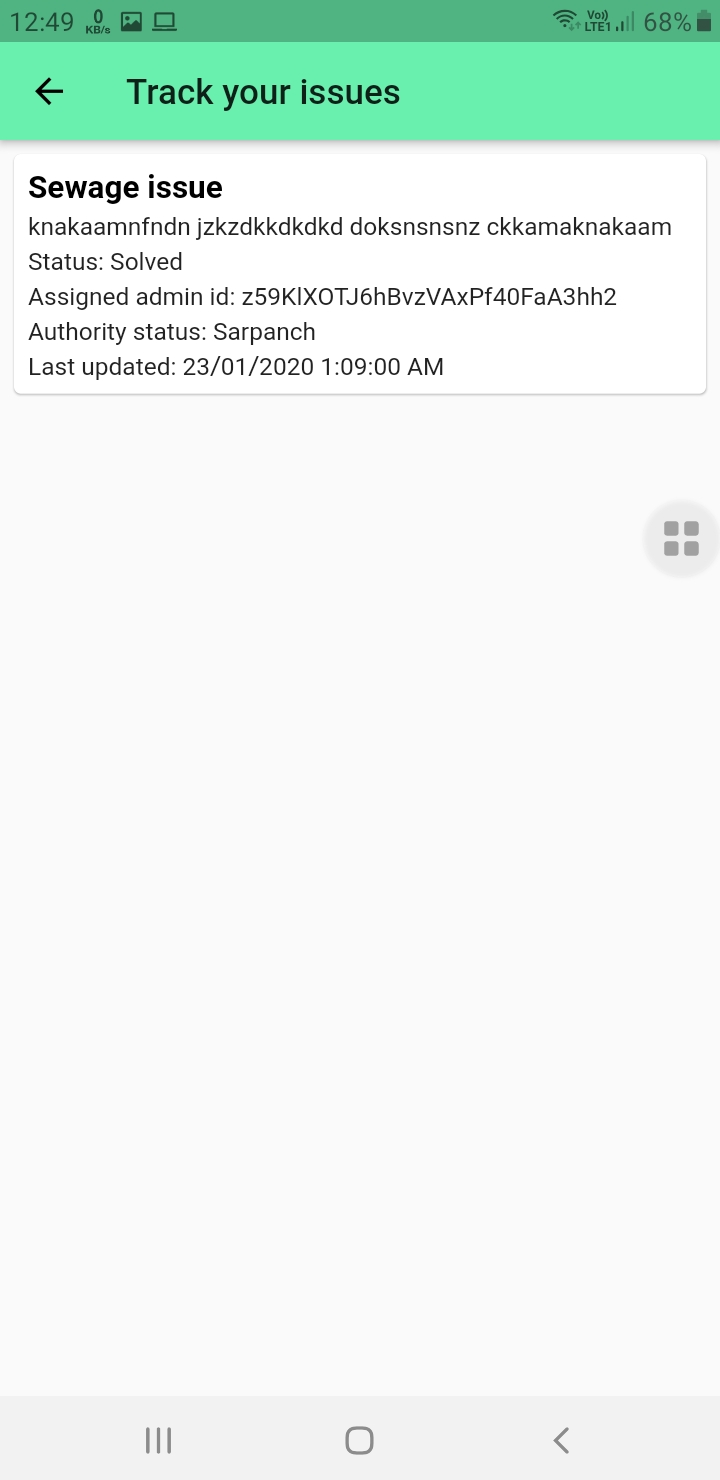 12:49 0 KB/s Vo)) LTE1 68%
Track your issues
Sewage issue
knakaamnfndn jzkzdkkdkdkd doksnsnsnz ckkamaknakaam
Status: Solved
Assigned admin id: z59KlXOTJ6hBvzVAxPf40FaA3hh2
Authority status: Sarpanch
Last updated: 23/01/2020 1:09:00 AM